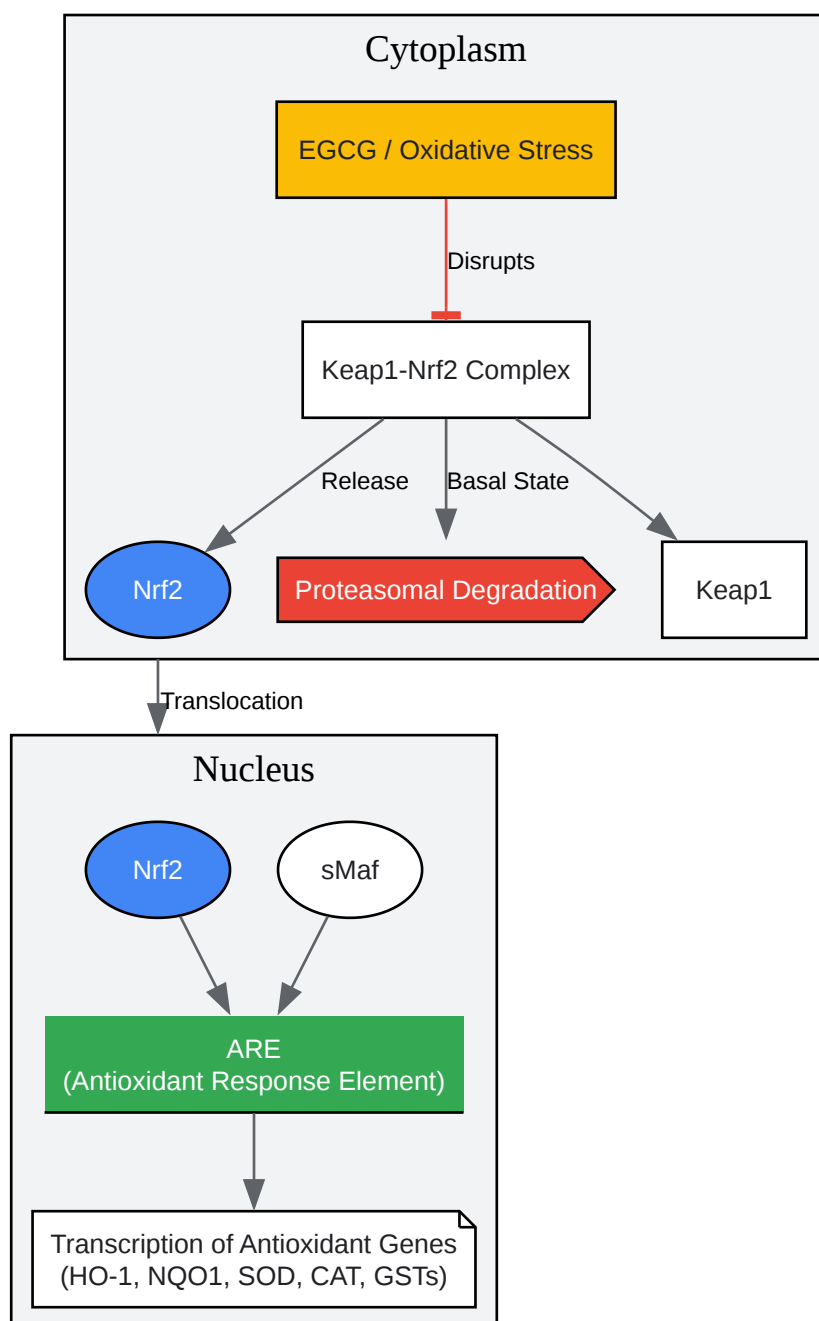 Cytoplasm
EGCG / Oxidative Stress
Disrupts
Keap1-Nrf2 Complex
Release
Basal State
Nrf2
Proteasomal Degradation
Keap1
Translocation
Nucleus
Nrf2
sMaf
ARE
(Antioxidant Response Element)
Transcription of Antioxidant Genes
(HO-1, NQO1, SOD, CAT, GSTs)